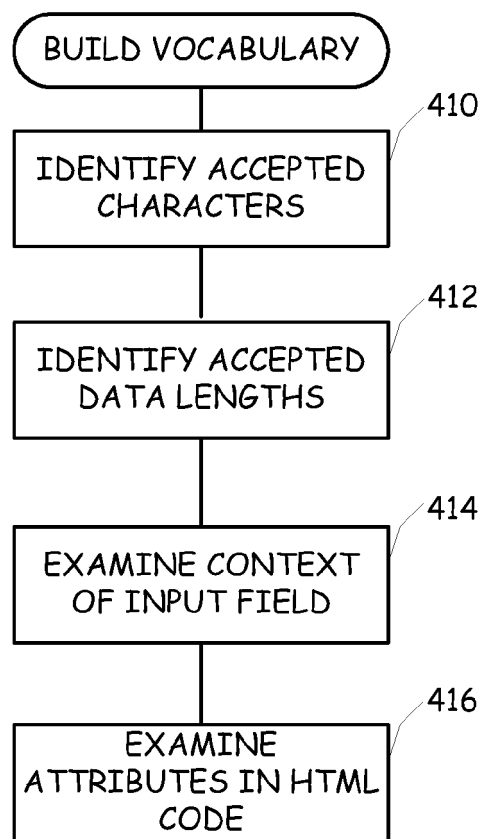 BUILD VOCABULARY
410
IDENTIFY ACCEPTED
CHARACTERS
412
IDENTIFY ACCEPTED
DATA LENGTHS
414
EXAMINE CONTEXT
OF INPUT FIELD
416
EXAMINE
ATTRIBUTES IN HTML
CODE